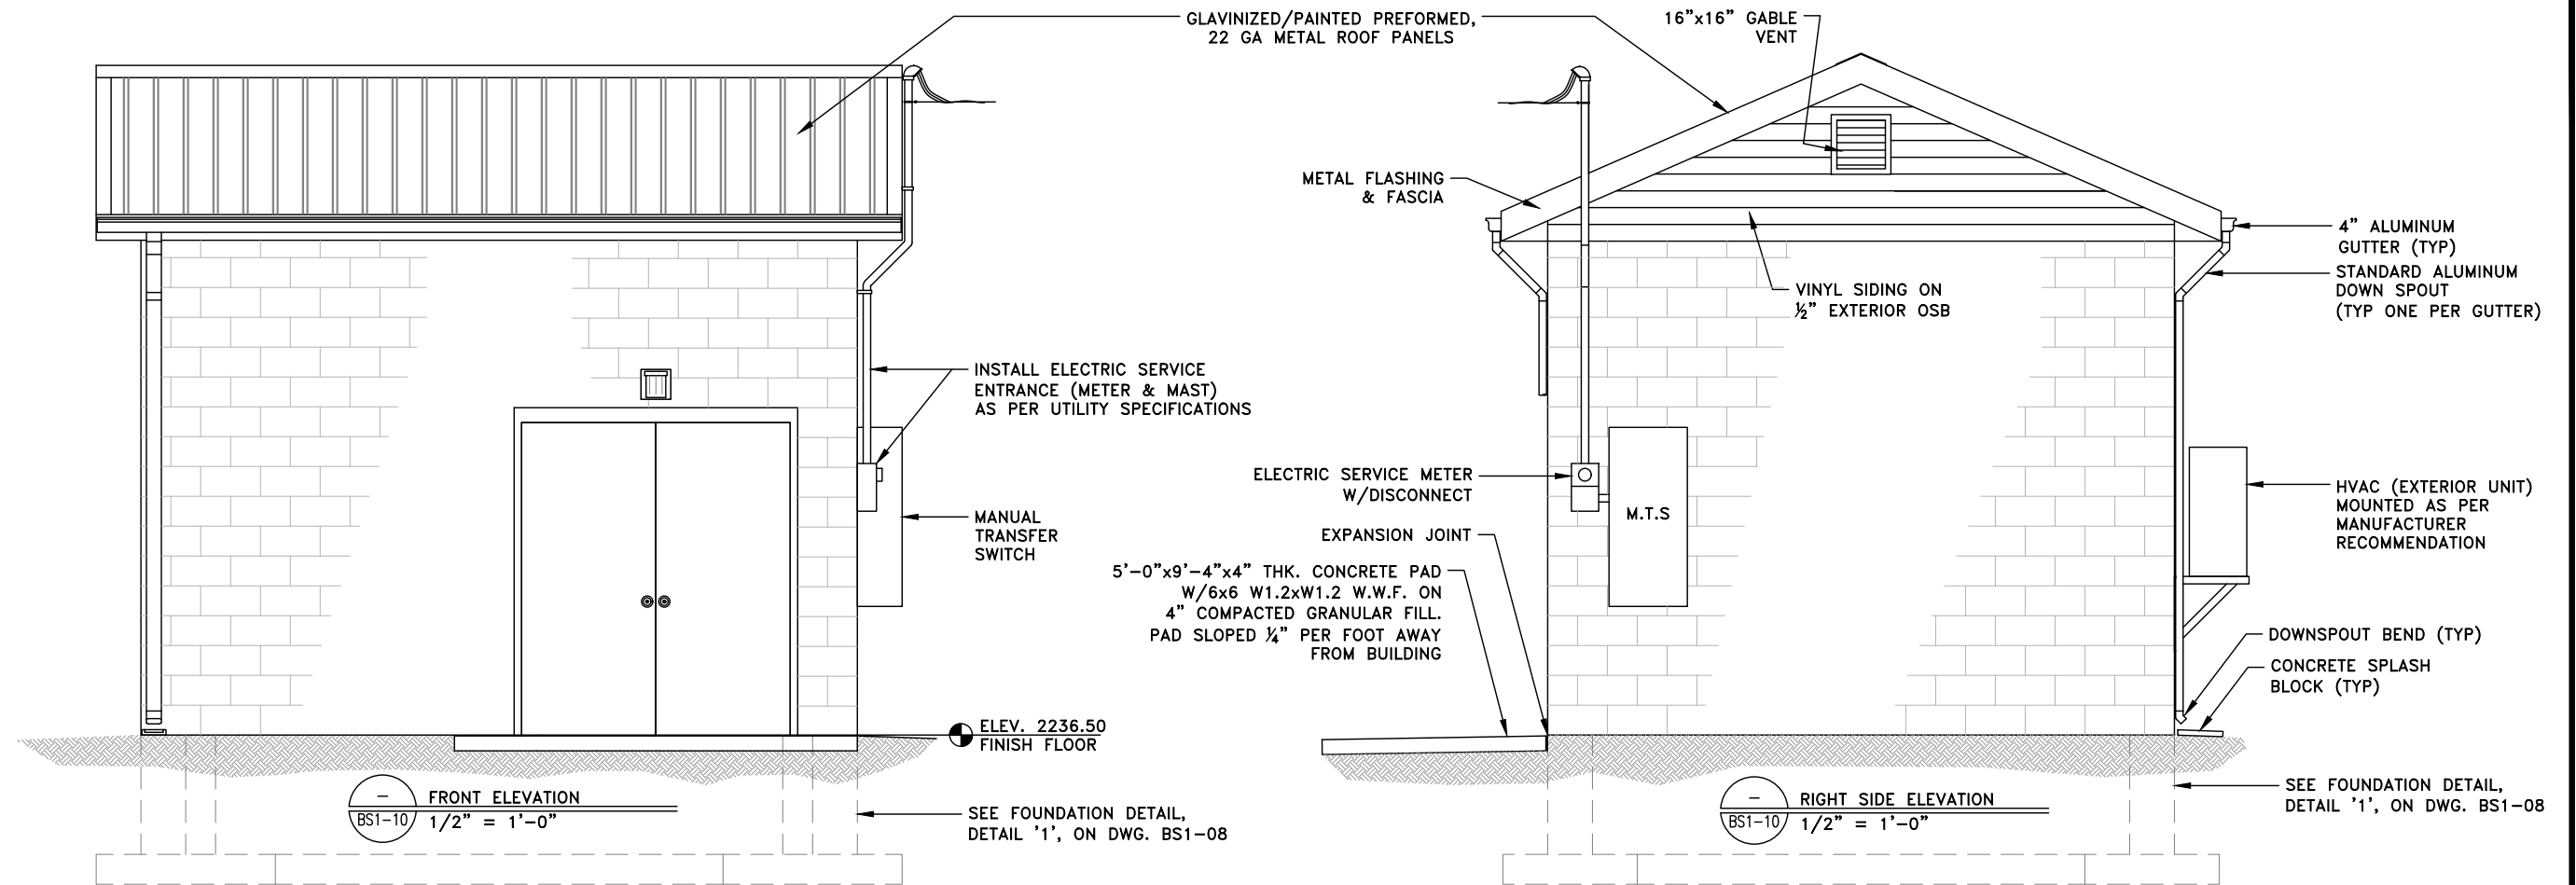 GLAVINIZED/PAINTED PREFORMED,
22 GA METAL ROOF PANELS
16"x16" GABLE
VENT
METAL FLASHING
& FASCIA
4" ALUMINUM
GUTTER (TYP)
STANDARD ALUMINUM
DOWN SPOUT
(TYP ONE PER GUTTER)
VINYL SIDING ON
½" EXTERIOR OSB
INSTALL ELECTRIC SERVICE
ENTRANCE (METER & MAST)
AS PER UTILITY SPECIFICATIONS
ELECTRIC SERVICE METER
W/DISCONNECT
M.T.S
HVAC (EXTERIOR UNIT)
MOUNTED AS PER
MANUFACTURER
RECOMMENDATION
MANUAL
TRANSFER
SWITCH
EXPANSION JOINT
5'-0"x9'-4"x4" THK. CONCRETE PAD
W/6x6 W1.2xW1.2 W.W.F. ON
4" COMPACTED GRANULAR FILL.
PAD SLOPED ¼" PER FOOT AWAY
FROM BUILDING
DOWNSPOUT BEND (TYP)
CONCRETE SPLASH
BLOCK (TYP)
ELEV. 2236.50
FINISH FLOOR
– FRONT ELEVATION
BS1-10 1/2" = 1'-0"
SEE FOUNDATION DETAIL,
DETAIL '1', ON DWG. BS1-08
– RIGHT SIDE ELEVATION
BS1-10 1/2" = 1'-0"
SEE FOUNDATION DETAIL,
DETAIL '1', ON DWG. BS1-08